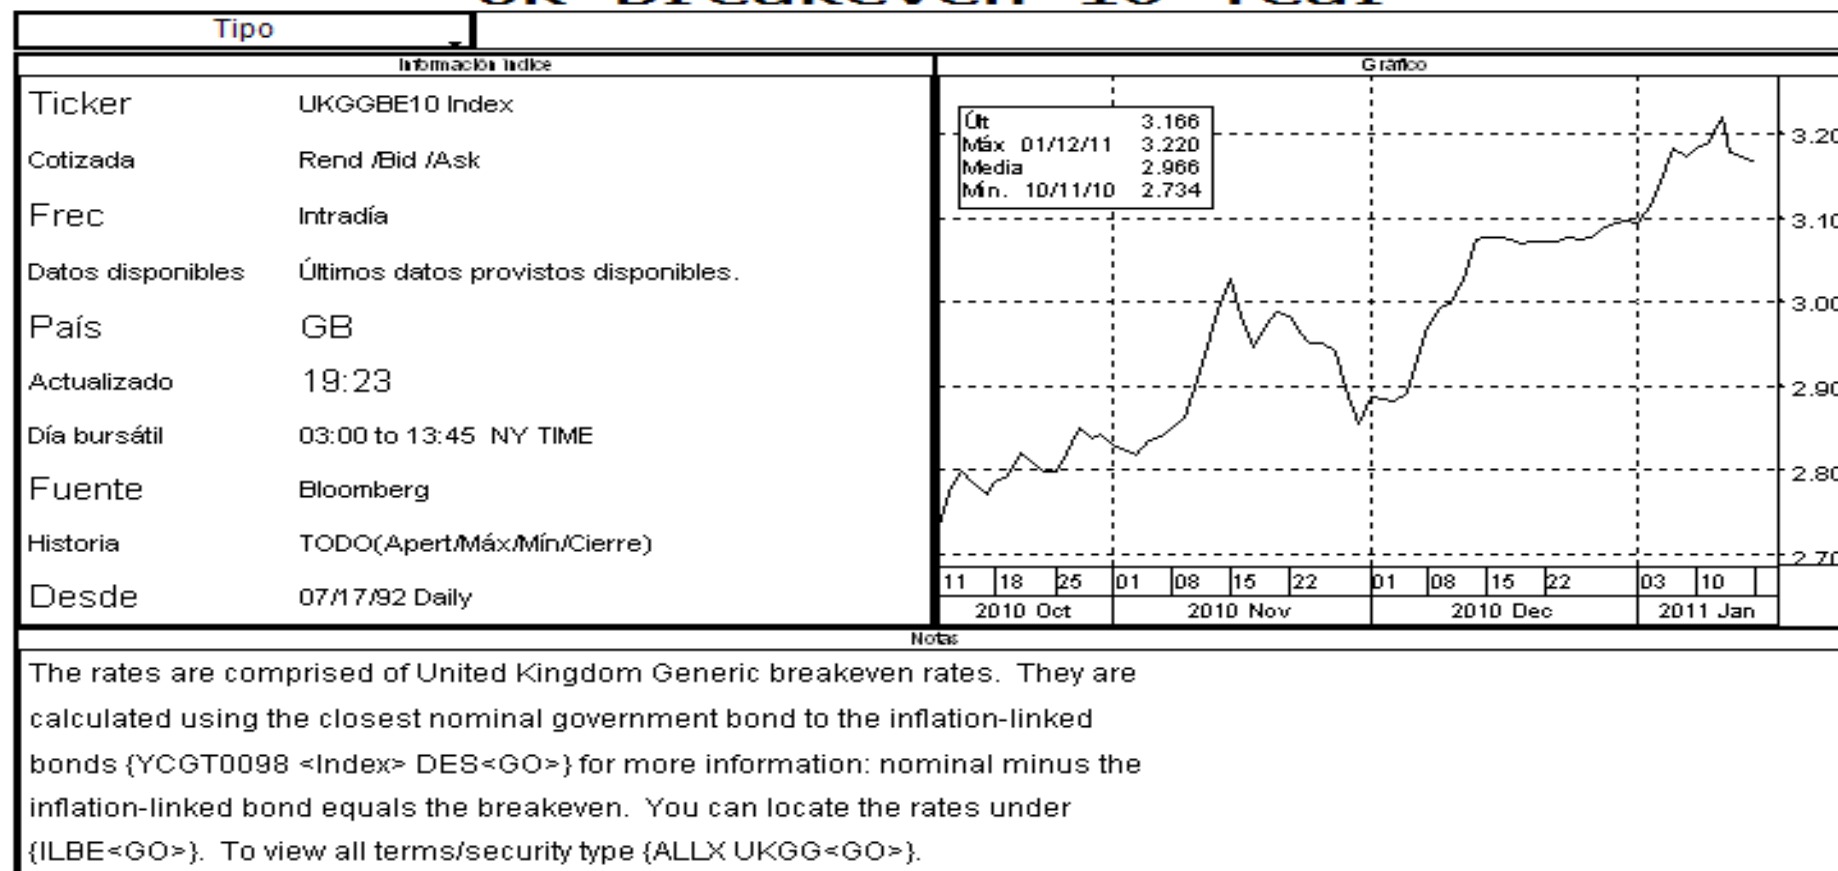 UK Breakeven 10 Year
Tipo
Información Indice
Gráfico
Ticker UKGGBE10 Index
Cotizada Rend /Bid /Ask
Frec Intradía
Datos disponibles Últimos datos provistos disponibles.
País GB
Actualizado 19:23
Día bursátil 03:00 to 13:45 NY TIME
Fuente Bloomberg
Historia TODO(Apert/Máx/Mín/Cierre)
Desde 07/17/92 Daily
Últ 3.166
Máx 01/12/11 3.220
Media 2.966
Mín. 10/11/10 2.734
3.20
3.10
3.00
2.90
2.80
2.70
11 18 25 01 08 15 22 01 08 15 22 03 10
2010 Oct 2010 Nov 2010 Dec 2011 Jan
Notas
The rates are comprised of United Kingdom Generic breakeven rates. They are
calculated using the closest nominal government bond to the inflation-linked
bonds {YCGT0098 <Index> DES<GO>} for more information: nominal minus the
inflation-linked bond equals the breakeven. You can locate the rates under
{ILBE<GO>}. To view all terms/security type {ALLX UKGG<GO>}.